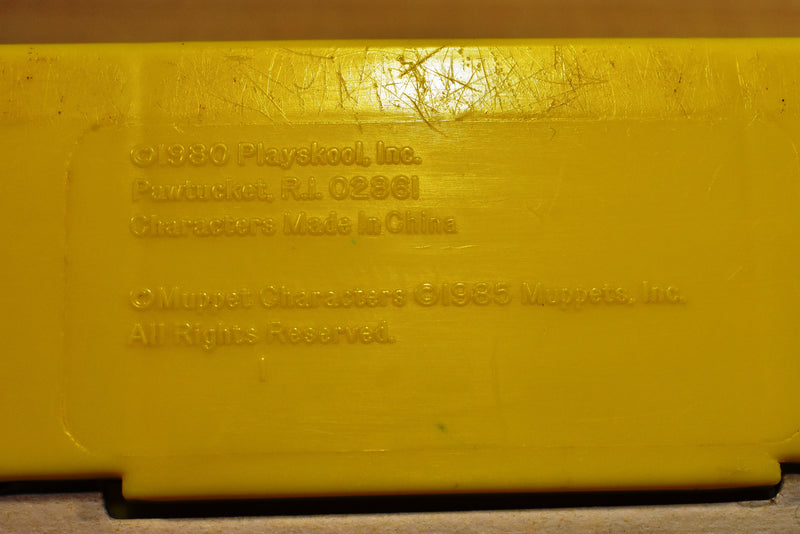 ©1980 Playskool, Inc.
Pawtucket, R.I. 02861
Characters Made In China
©Muppet Characters ©1985 Muppets, Inc.
All Rights Reserved.